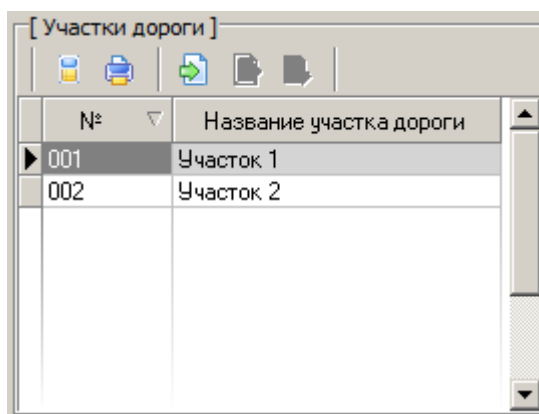 [ Участки дороги ]
№ Название участка дороги
001 Участок 1
002 Участок 2